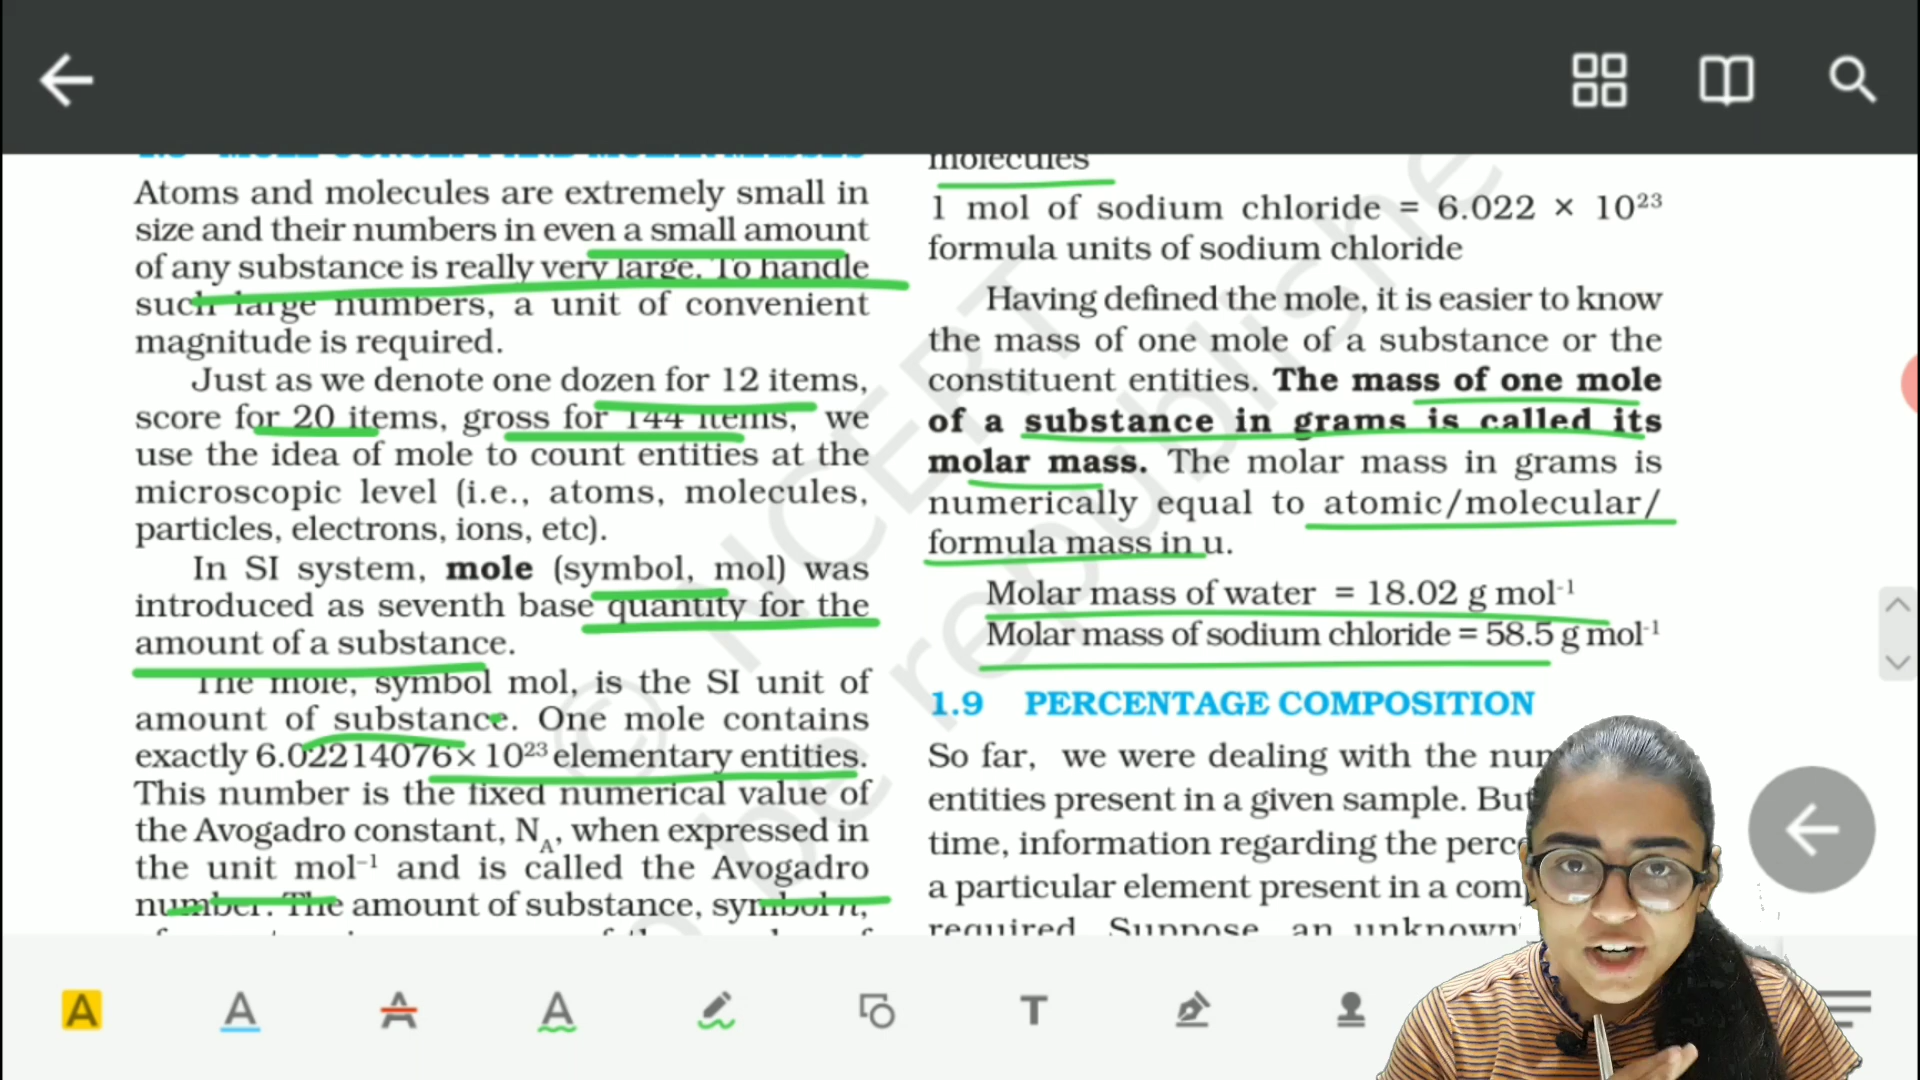 Atoms and molecules are extremely small in
size and their numbers in even a small amount
of any substance is really very large. To handle
such large numbers, a unit of convenient
magnitude is required.
Just as we denote one dozen for 12 items,
score for 20 items, gross for 144 items, we
use the idea of mole to count entities at the
microscopic level (i.e., atoms, molecules,
particles, electrons, ions, etc).
In SI system, mole (symbol, mol) was
introduced as seventh base quantity for the
amount of a substance.
The mole, symbol mol, is the SI unit of
amount of substance. One mole contains
exactly 6.02214076×10²³ elementary entities.
This number is the fixed numerical value of
the Avogadro constant, N_A, when expressed in
the unit mol⁻¹ and is called the Avogadro
number. The amount of substance, symbol n,
molecules
1 mol of sodium chloride = 6.022 × 10²³
formula units of sodium chloride
Having defined the mole, it is easier to know
the mass of one mole of a substance or the
constituent entities. The mass of one mole
of a substance in grams is called its
molar mass. The molar mass in grams is
numerically equal to atomic/molecular/
formula mass in u.
Molar mass of water = 18.02 g mol⁻¹
Molar mass of sodium chloride = 58.5 g mol⁻¹
1.9 PERCENTAGE COMPOSITION
So far, we were dealing with the num
entities present in a given sample. But
time, information regarding the perc
a particular element present in a com
required. Suppose, an unknown
© NCERT
be republishe
A
A
A
A
T